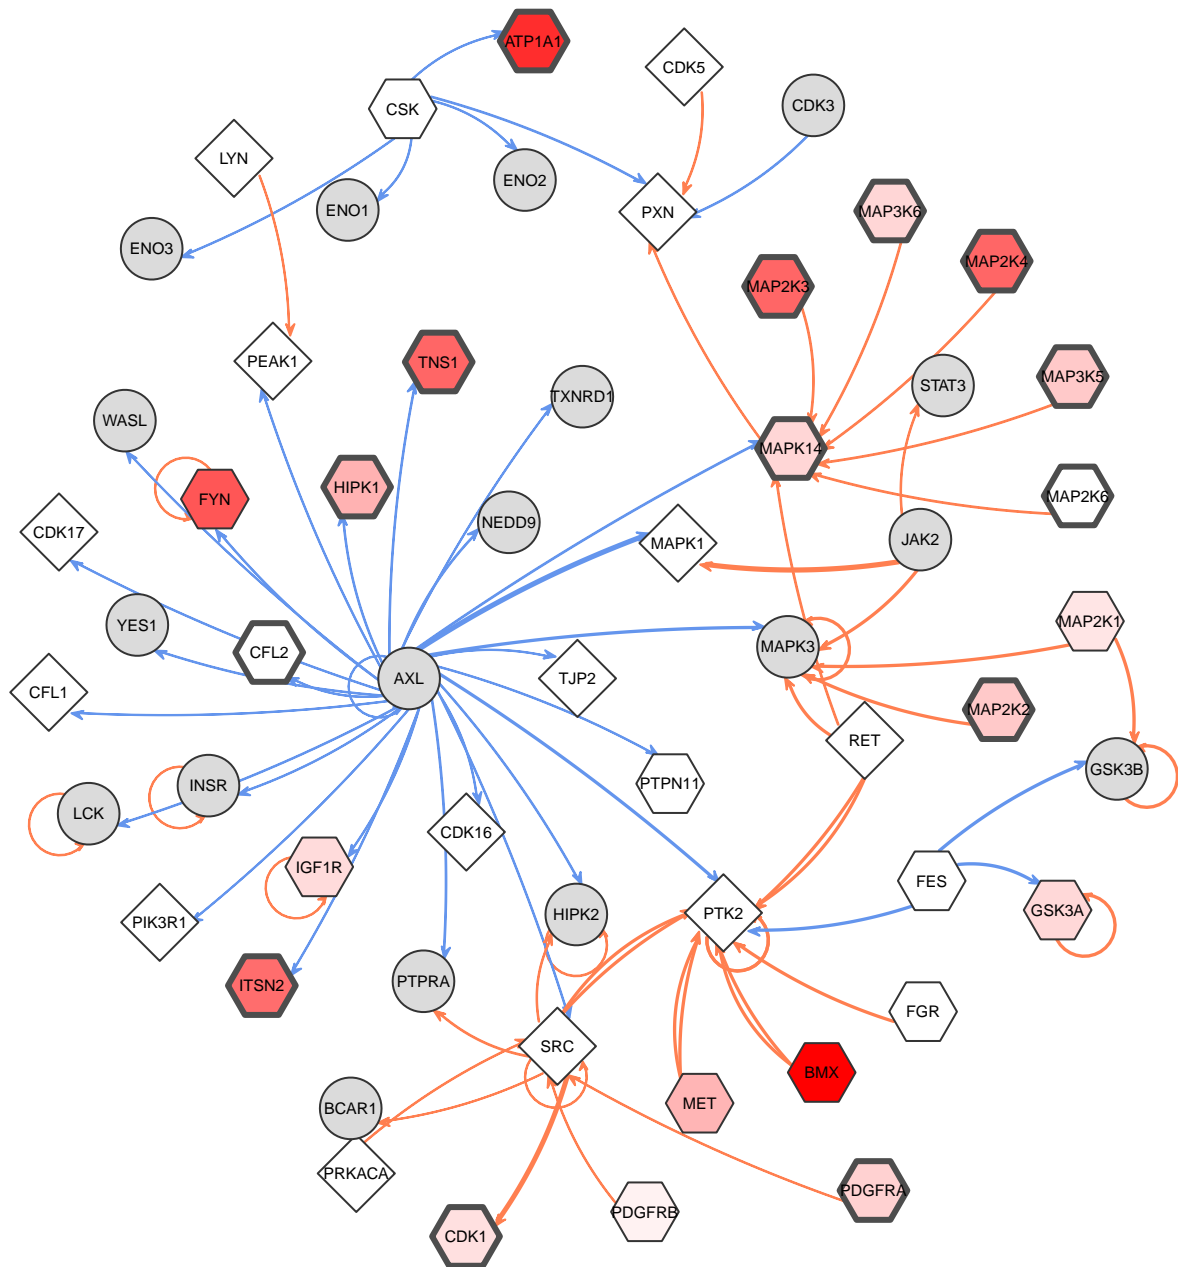 ATP1A1
CDK5
CSK
CDK3
LYN
ENO2
ENO1
PXN
MAP3K6
ENO3
MAP2K4
MAP2K3
PEAK1
TNS1
MAP3K5
STAT3
TXNRD1
WASL
MAPK14
HIPK1
MAP2K6
FYN
NEDD9
CDK17
MAPK1
JAK2
MAP2K1
YES1
CFL2
MAPK3
AXL
TJP2
CFL1
MAP2K2
RET
GSK3B
PTPN11
INSR
LCK
CDK16
IGF1R
FES
GSK3A
PTK2
HIPK2
PIK3R1
PTPRA
ITSN2
FGR
SRC
BMX
MET
BCAR1
PRKACA
PDGFRA
PDGFRB
CDK1